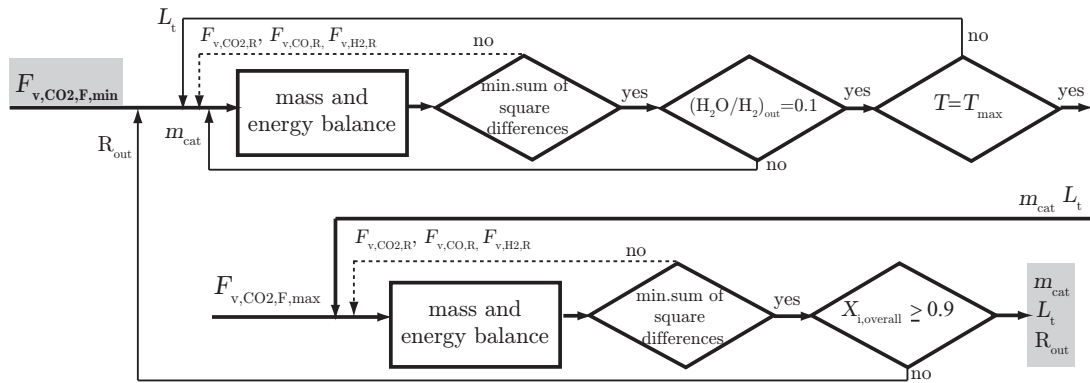 L_t
F_v,CO2,R, F_v,CO,R, F_v,H2,R
no
no
F_v,CO2,F,min
mass and
energy balance
min.sum of
square
differences
yes
(H_2O/H_2)_out=0.1
yes
T=T_max
yes
m_cat
R_out
no
m_cat L_t
F_v,CO2,R, F_v,CO,R, F_v,H2,R
no
F_v,CO2,F,max
mass and
energy balance
min.sum of
square
differences
yes
X_i,overall ≥ 0.9
m_cat
L_t
R_out
no